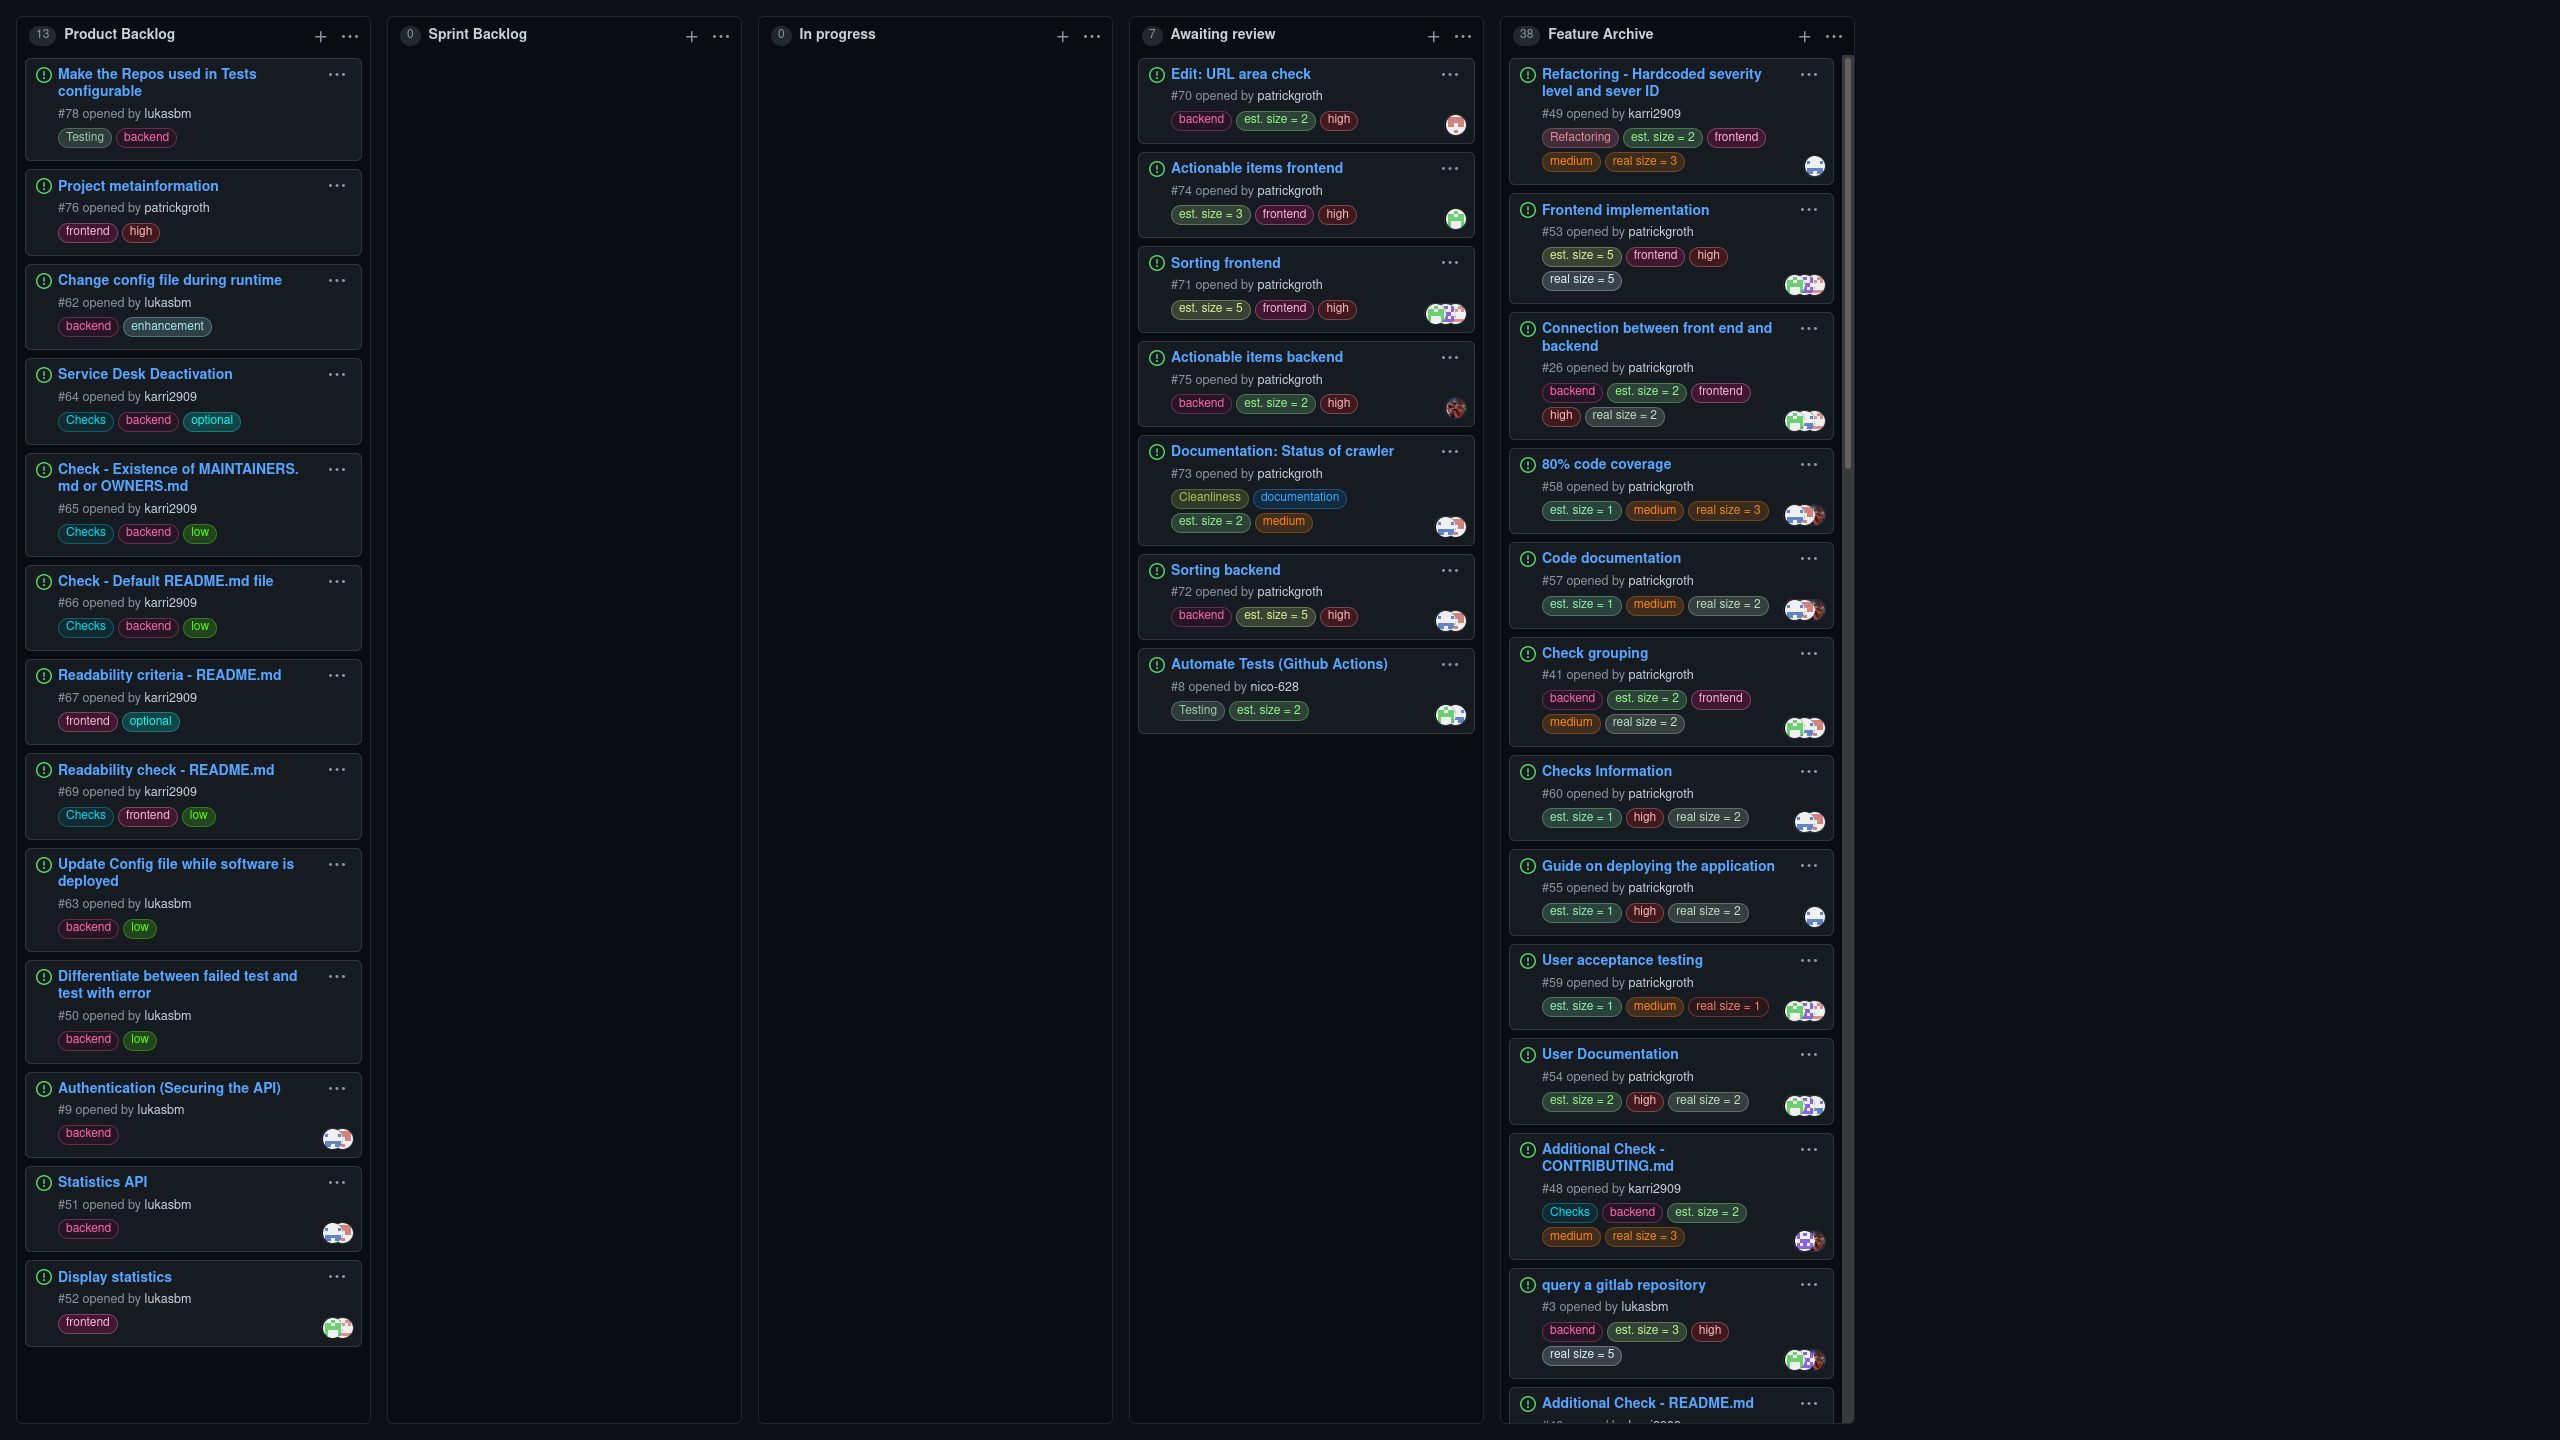 13 Product Backlog
Make the Repos used in Tests
configurable
#78 opened by lukasbm
Testing backend
Project metainformation
#76 opened by patrickgroth
frontend high
Change config file during runtime
#62 opened by lukasbm
backend enhancement
Service Desk Deactivation
#64 opened by karri2909
Checks backend optional
Check - Existence of MAINTAINERS.
md or OWNERS.md
#65 opened by karri2909
Checks backend low
Check - Default README.md file
#66 opened by karri2909
Checks backend low
Readability criteria - README.md
#67 opened by karri2909
frontend optional
Readability check - README.md
#69 opened by karri2909
Checks frontend low
Update Config file while software is
deployed
#63 opened by lukasbm
backend low
Differentiate between failed test and
test with error
#50 opened by lukasbm
backend low
Authentication (Securing the API)
#9 opened by lukasbm
backend
Statistics API
#51 opened by lukasbm
backend
Display statistics
#52 opened by lukasbm
frontend
0 Sprint Backlog
0 In progress
7 Awaiting review
Edit: URL area check
#70 opened by patrickgroth
backend est. size = 2 high
Actionable items frontend
#74 opened by patrickgroth
est. size = 3 frontend high
Sorting frontend
#71 opened by patrickgroth
est. size = 5 frontend high
Actionable items backend
#75 opened by patrickgroth
backend est. size = 2 high
Documentation: Status of crawler
#73 opened by patrickgroth
Cleanliness documentation
est. size = 2 medium
Sorting backend
#72 opened by patrickgroth
backend est. size = 5 high
Automate Tests (Github Actions)
#8 opened by nico-628
Testing est. size = 2
38 Feature Archive
Refactoring - Hardcoded severity
level and sever ID
#49 opened by karri2909
Refactoring est. size = 2 frontend
medium real size = 3
Frontend implementation
#53 opened by patrickgroth
est. size = 5 frontend high
real size = 5
Connection between front end and
backend
#26 opened by patrickgroth
backend est. size = 2 frontend
high real size = 2
80% code coverage
#58 opened by patrickgroth
est. size = 1 medium real size = 3
Code documentation
#57 opened by patrickgroth
est. size = 1 medium real size = 2
Check grouping
#41 opened by patrickgroth
backend est. size = 2 frontend
medium real size = 2
Checks Information
#60 opened by patrickgroth
est. size = 1 high real size = 2
Guide on deploying the application
#55 opened by patrickgroth
est. size = 1 high real size = 2
User acceptance testing
#59 opened by patrickgroth
est. size = 1 medium real size = 1
User Documentation
#54 opened by patrickgroth
est. size = 2 high real size = 2
Additional Check -
CONTRIBUTING.md
#48 opened by karri2909
Checks backend est. size = 2
medium real size = 3
query a gitlab repository
#3 opened by lukasbm
backend est. size = 3 high
real size = 5
Additional Check - README.md